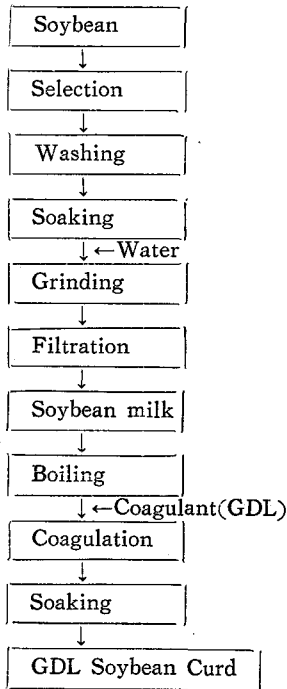 Soybean
Selection
Washing
Soaking
←Water
Grinding
Filtration
Soybean milk
Boiling
←Coagulant(GDL)
Coagulation
Soaking
GDL Soybean Curd